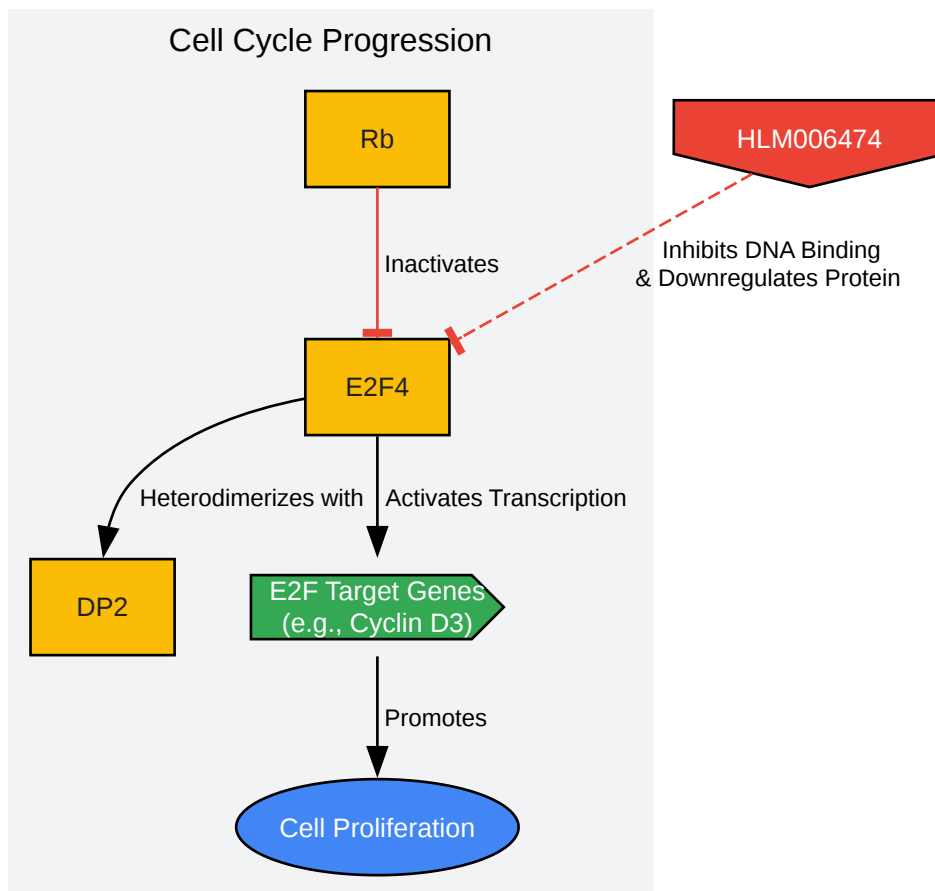 Cell Cycle Progression
Rb
HLM006474
Inactivates
Inhibits DNA Binding
& Downregulates Protein
E2F4
Heterodimerizes with
Activates Transcription
DP2
E2F Target Genes
(e.g., Cyclin D3)
Promotes
Cell Proliferation